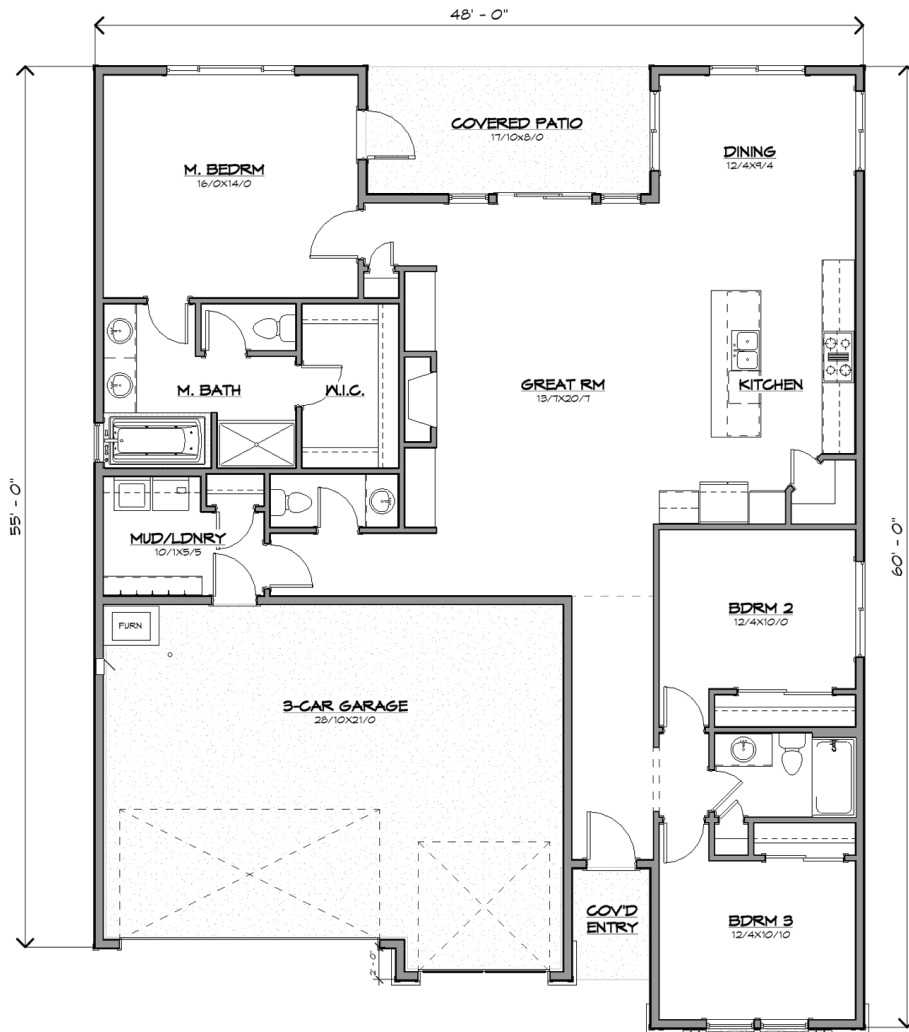 48' - 0"
COVERED PATIO
17/10x8/0
DINING
12/4X9/4
M. BEDRM
16/0X14/0
M. BATH
W.I.C.
GREAT RM
13/7X20/7
KITCHEN
55' - 0"
60' - 0"
MUD/LDNRY
10/1X5/5
BDRM 2
12/4X10/0
FURN
3-CAR GARAGE
28/10X21/0
COV'D
ENTRY
BDRM 3
12/4X10/10
2' - 0"